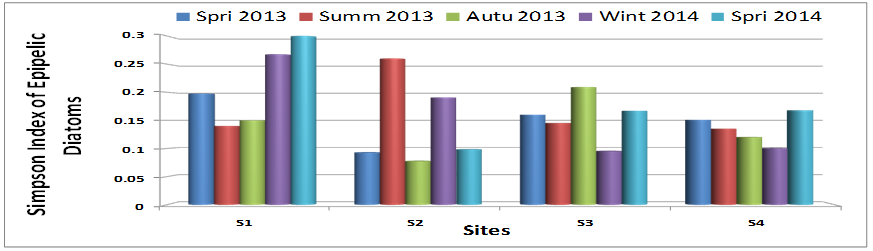 Spri 2013 Summ 2013 Autu 2013 Wint 2014 Spri 2014
Simpson Index of Epipelic
Diatoms
0.3
0.25
0.2
0.15
0.1
0.05
0
S1 S2 S3 S4
Sites